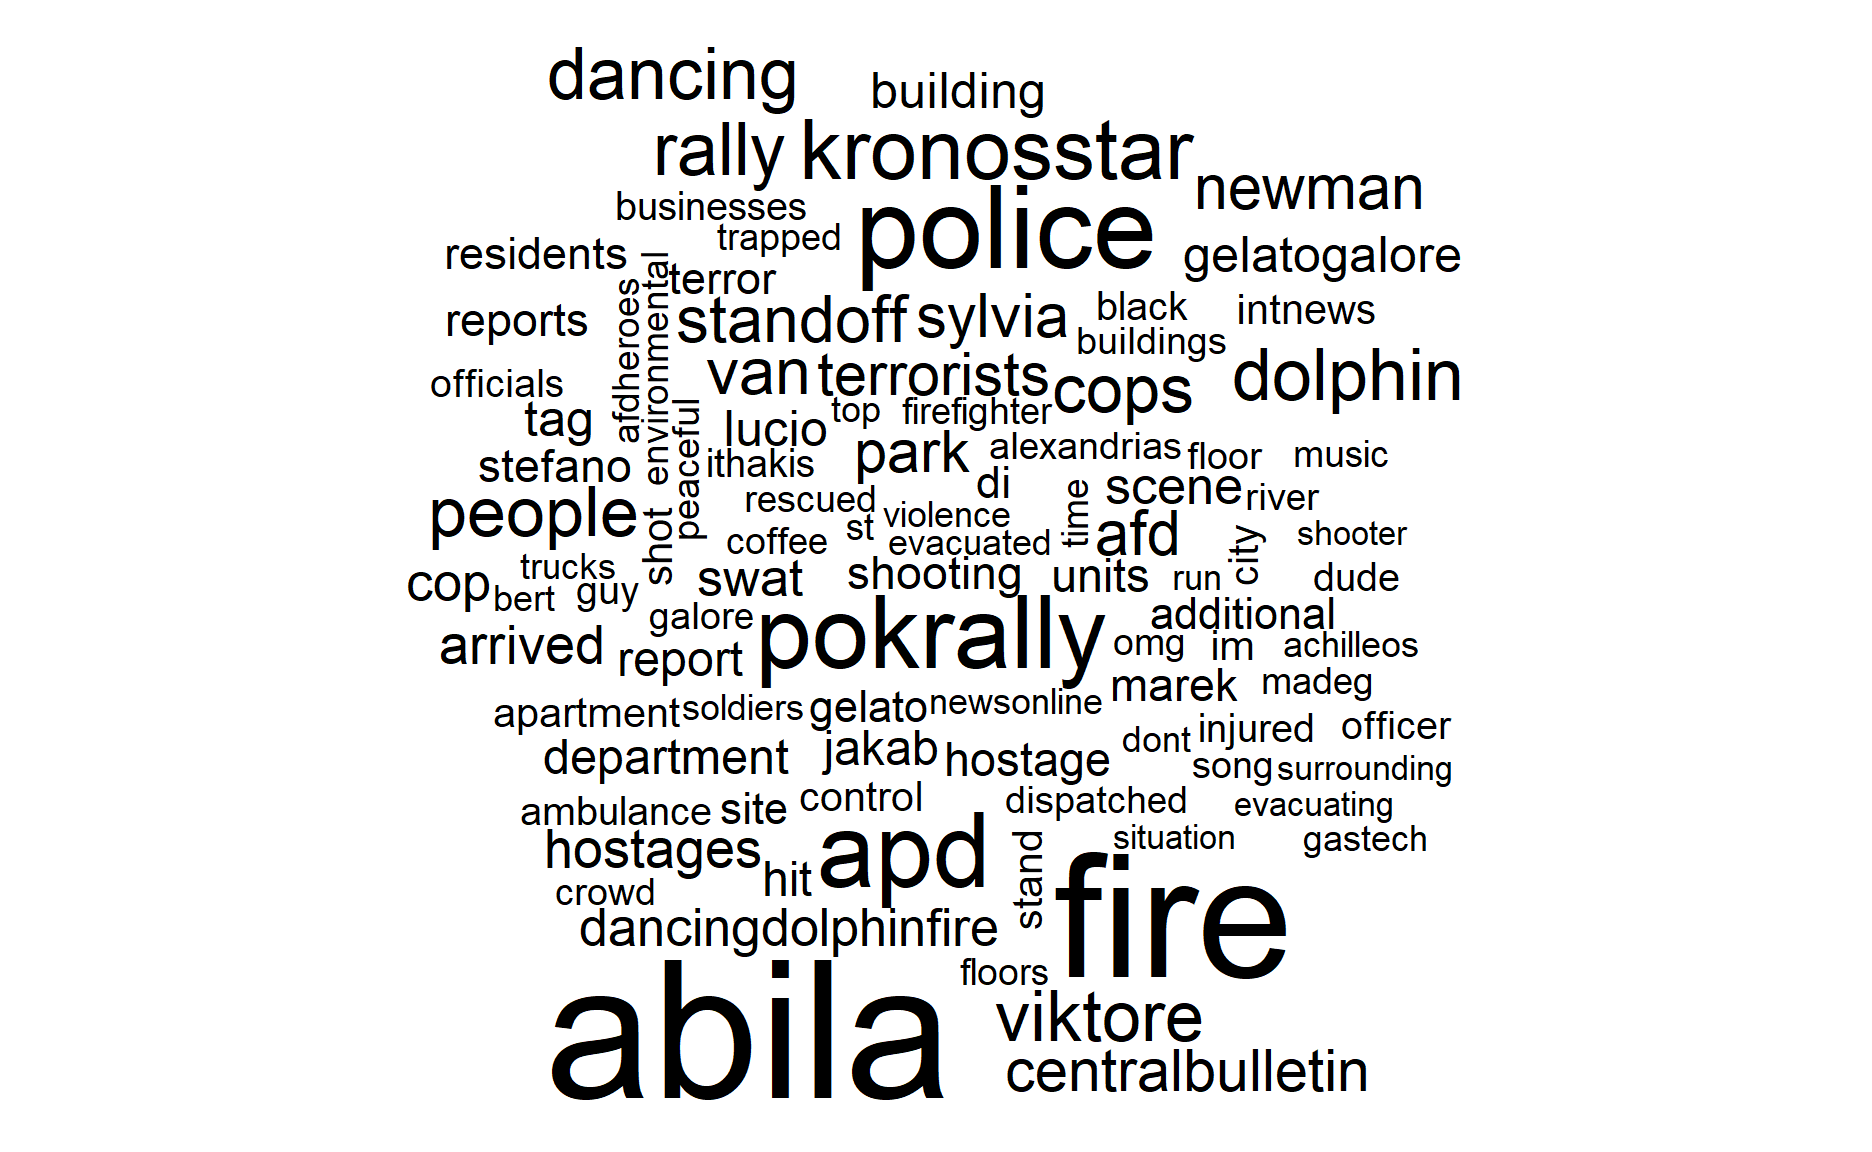 dancing
building
rally kronosstar
newman
businesses
police
trapped
residents
gelatogalore
terror
environmental
afdheroes
reports
standoff sylvia
black
intnews
buildings
officials
van terrorists cops
dolphin
tag
peaceful
lucio
top
firefighter
park
alexandrias
floor
music
stefano
ithakis
di
scene
river
people
rescued
time
shot
coffee
st
violence
evacuated
afd
city
shooter
trucks
cop
bert
guy
swat
shooting
units
run
dude
galore
pokrally
additional
arrived
report
omg
im
achilleos
marek
madeg
apartment
soldiers
gelato
newsonline
dont
injured
officer
department
jakab
hostage
song
surrounding
ambulance
site
control
dispatched
evacuating
hostages
hit
apd
stand
situation
gastech
crowd
fire
dancingdolphinfire
floors
abila
viktore
centralbulletin